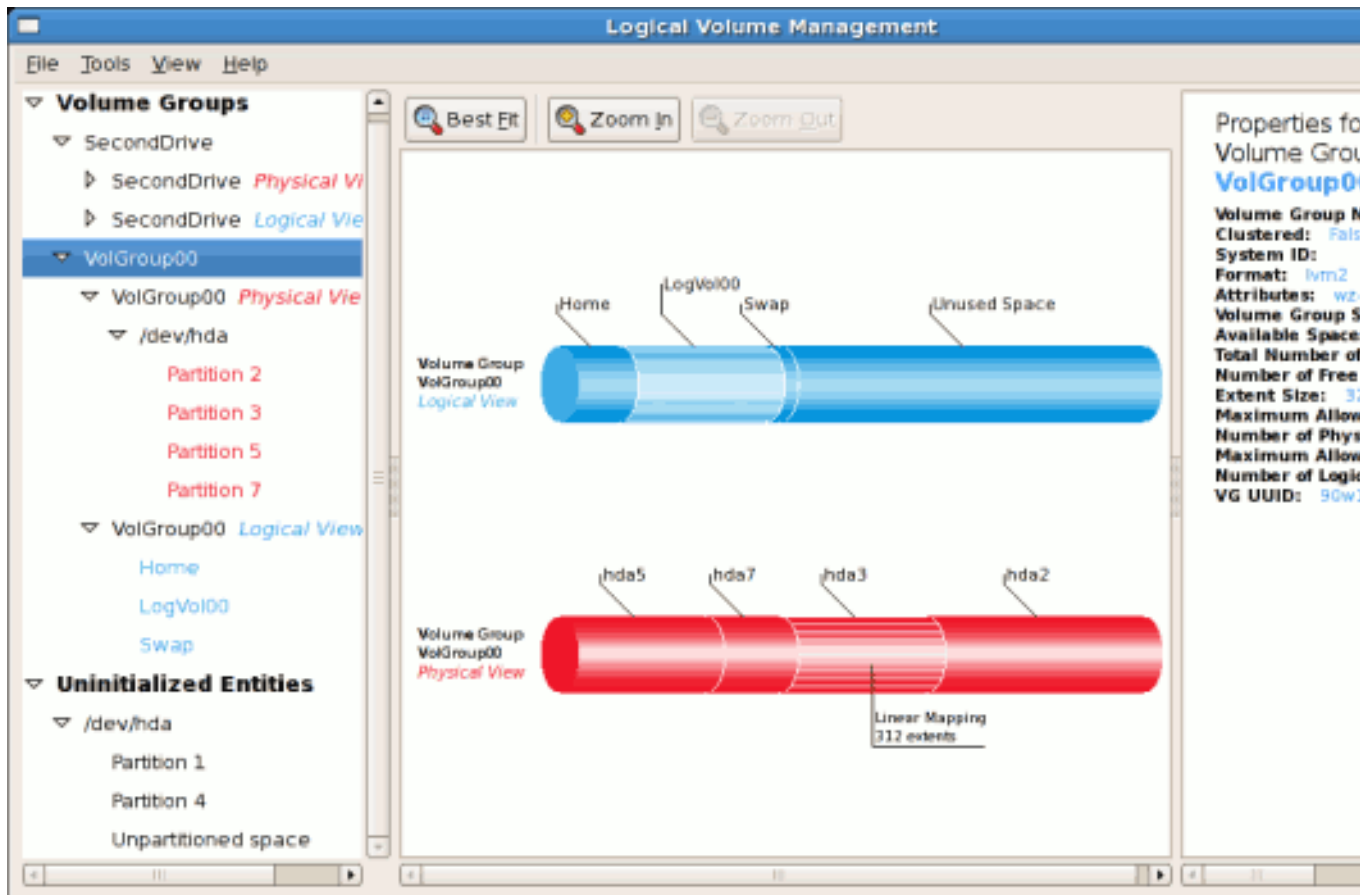 Logical Volume Management
File Tools View Help
Volume Groups
SecondDrive
SecondDrive Physical Vi
SecondDrive Logical Vie
VolGroup00
VolGroup00 Physical Vie
/dev/hda
Partition 2
Partition 3
Partition 5
Partition 7
VolGroup00 Logical View
Home
LogVol00
Swap
Uninitialized Entities
/dev/hda
Partition 1
Partition 4
Unpartitioned space
Best Fit Zoom In Zoom Out
Home LogVol00 Swap Unused Space
Volume Group
VolGroup00
Logical View
hda5 hda7 hda3 hda2
Volume Group
VolGroup00
Physical View
Linear Mapping
312 extents
Properties fo
Volume Grou
VolGroup0
Volume Group N
Clustered: Fals
System ID:
Format: lvm2
Attributes: wz
Volume Group S
Available Space
Total Number of
Number of Free
Extent Size: 32
Maximum Allow
Number of Phys
Maximum Allow
Number of Logic
VG UUID: 90w